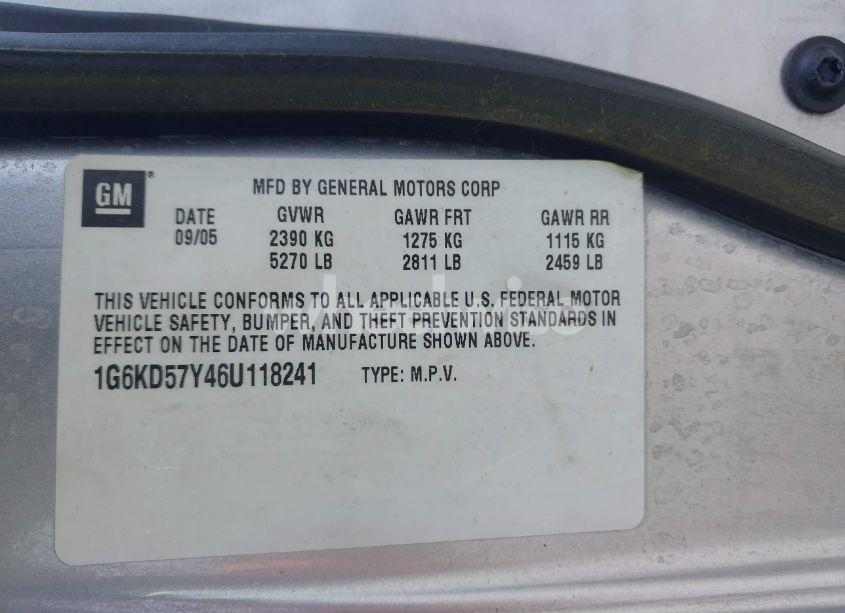 GM ®
MFD BY GENERAL MOTORS CORP
DATE GVWR GAWR FRT GAWR RR
09/05 2390 KG 1275 KG 1115 KG
5270 LB 2811 LB 2459 LB
THIS VEHICLE CONFORMS TO ALL APPLICABLE U.S. FEDERAL MOTOR
VEHICLE SAFETY, BUMPER, AND THEFT PREVENTION STANDARDS IN
EFFECT ON THE DATE OF MANUFACTURE SHOWN ABOVE.
1G6KD57Y46U118241 TYPE: M.P.V.